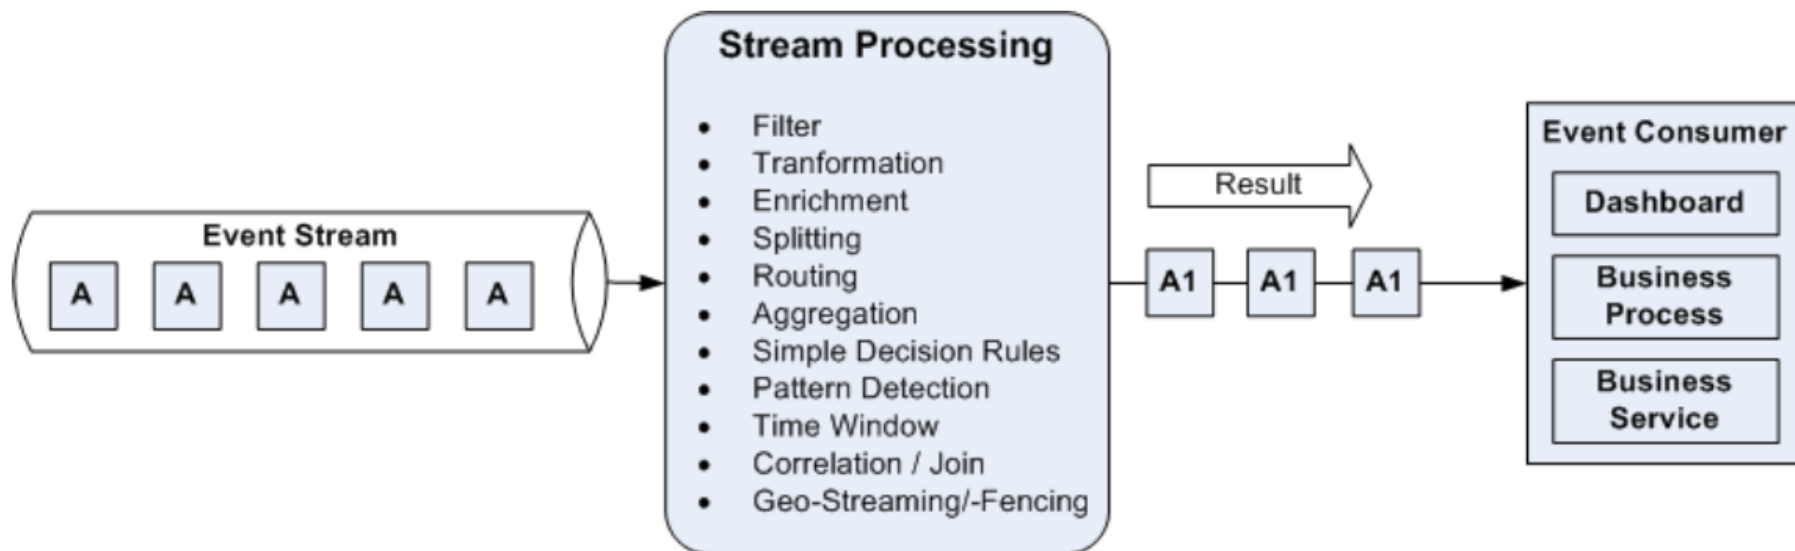 Event Stream
A A A A A
Stream Processing
• Filter
• Tranformation
• Enrichment
• Splitting
• Routing
• Aggregation
• Simple Decision Rules
• Pattern Detection
• Time Window
• Correlation / Join
• Geo-Streaming/-Fencing
Result
A1 A1 A1
Event Consumer
Dashboard
Business
Process
Business
Service